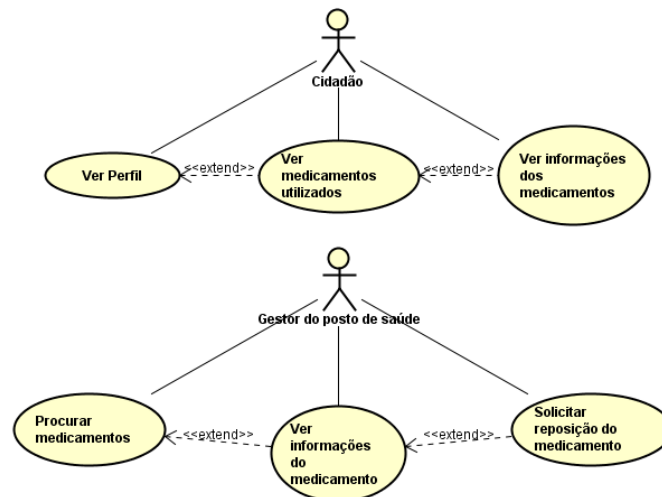 Cidadão
Ver Perfil
<<extend>>
Ver
medicamentos
utilizados
<<extend>>
Ver informações
dos
medicamentos
Gestor do posto de saúde
Procurar
medicamentos
<<extend>>
Ver
informações
do
medicamento
<<extend>>
Solicitar
reposição do
medicamento